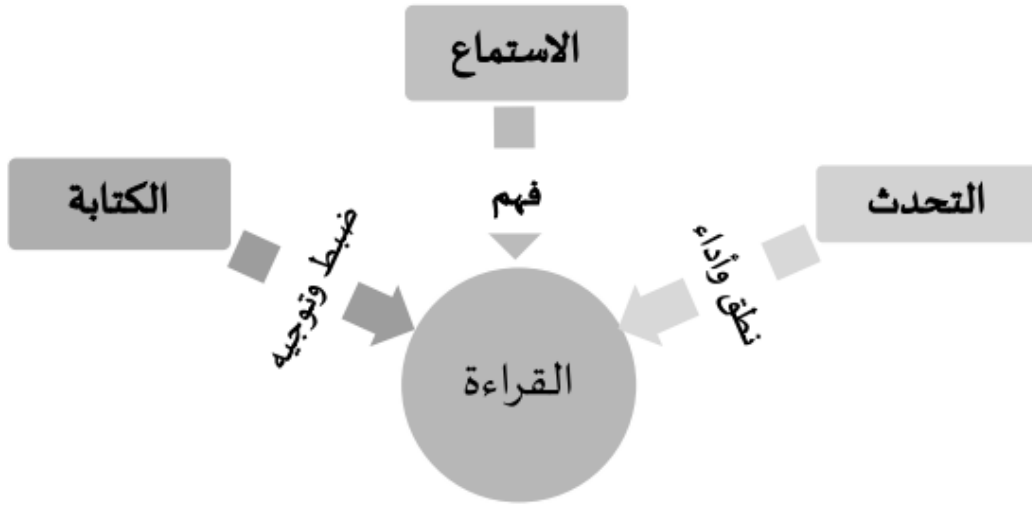 الاستماع
التحدث
الكتابة
فهم
نطق وأداء
ضبط وتوجيه
القراءة